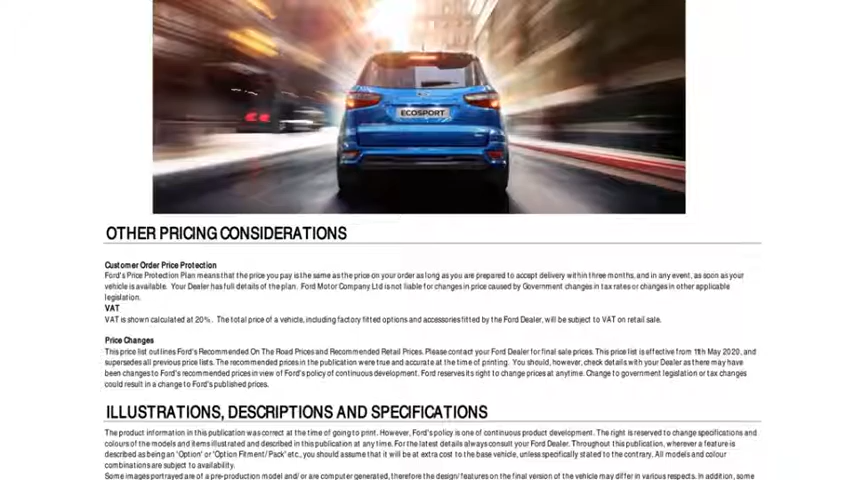 ECOSPORT
OTHER PRICING CONSIDERATIONS
Customer Order Price Protection
Ford's Price Protection Plan means that the price you pay is the same as the price on your order as long as you are prepared to accept delivery within three months, and in any event, as soon as your
vehicle is available. Your Dealer has full details of the plan. Ford Motor Company Ltd is not liable for changes in price caused by Government changes in tax rates or changes in other applicable
legislation.
VAT
VAT is shown calculated at 20%. The total price of a vehicle, including factory fitted options and accessories fitted by the Ford Dealer, will be subject to VAT on retail sale.
Price Changes
This price list outlines Ford's Recommended On The Road Prices and Recommended Retail Prices. Please contact your Ford Dealer for final sale prices. This price list is effective from 11th May 2020, and
supersedes all previous price lists. The recommended prices in the publication were true and accurate at the time of printing. You should, however, check details with your Dealer as there may have
been changes to Ford's recommended prices in view of Ford's policy of continuous development. Ford reserves its right to change prices at anytime. Change to government legislation or tax changes
could result in a change to Ford's published prices.
ILLUSTRATIONS, DESCRIPTIONS AND SPECIFICATIONS
The product information in this publication was correct at the time of going to print. However, Ford's policy is one of continuous product development. The right is reserved to change specifications and
colours of the models and items illustrated and described in this publication at any time. For the latest details always consult your Ford Dealer. Throughout this publication, wherever a feature is
described as being an 'Option' or 'Option Fitment/ Pack' etc., you should assume that it will be at extra cost to the base vehicle, unless specifically stated to the contrary. All models and colour
combinations are subject to availability.
Some images portrayed are of a pre-production model and/ or are computer generated, therefore the design/ features on the final version of the vehicle may differ in various respects. In addition, some